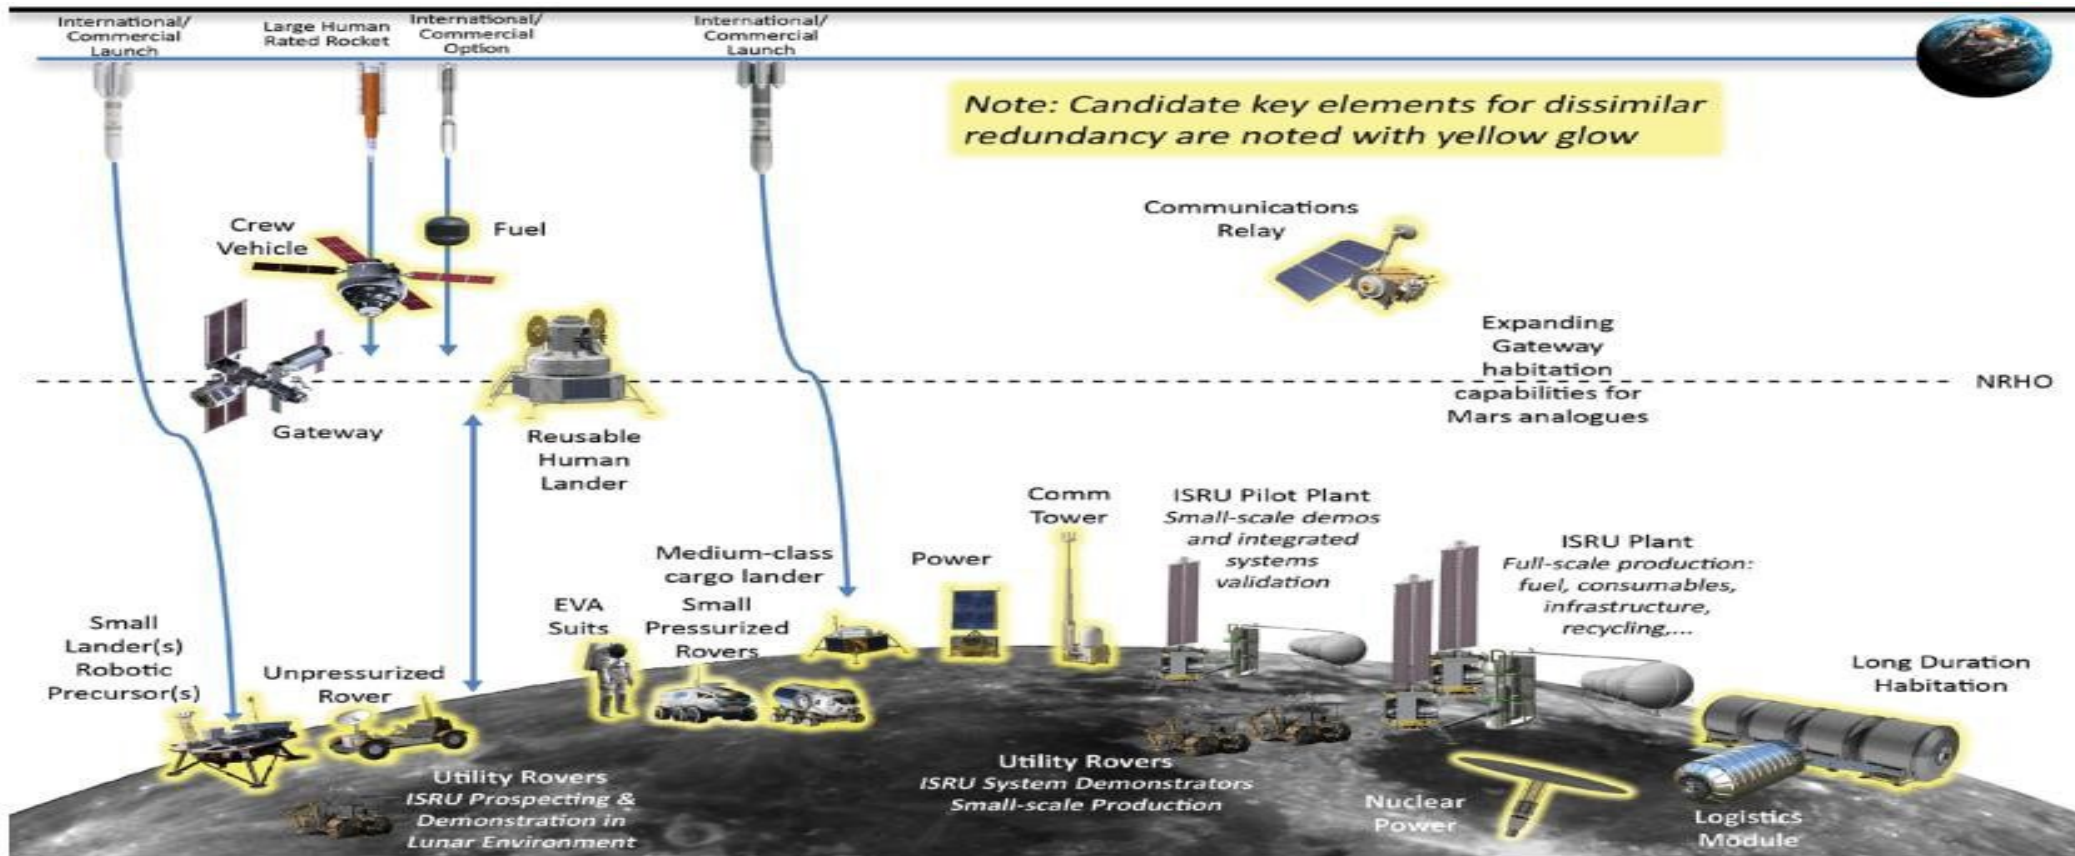 International/
Commercial
Launch
Large Human
Rated Rocket
International/
Commercial
Option
International/
Commercial
Launch
Note: Candidate key elements for dissimilar
redundancy are noted with yellow glow
Crew
Vehicle
Fuel
Communications
Relay
Gateway
Reusable
Human
Lander
Expanding
Gateway
habitation
capabilities for
Mars analogues
NRHO
Small
Lander(s)
Robotic
Precursor(s)
Unpressurized
Rover
EVA
Suits
Medium-class
cargo lander
Small
Pressurized
Rovers
Power
Comm
Tower
ISRU Pilot Plant
Small-scale demos
and integrated
systems
validation
ISRU Plant
Full-scale production:
fuel, consumables,
infrastructure,
recycling,...
Long Duration
Habitation
Utility Rovers
ISRU Prospecting &
Demonstration in
Lunar Environment
Utility Rovers
ISRU System Demonstrators
Small-scale Production
Nuclear
Power
Logistics
Module